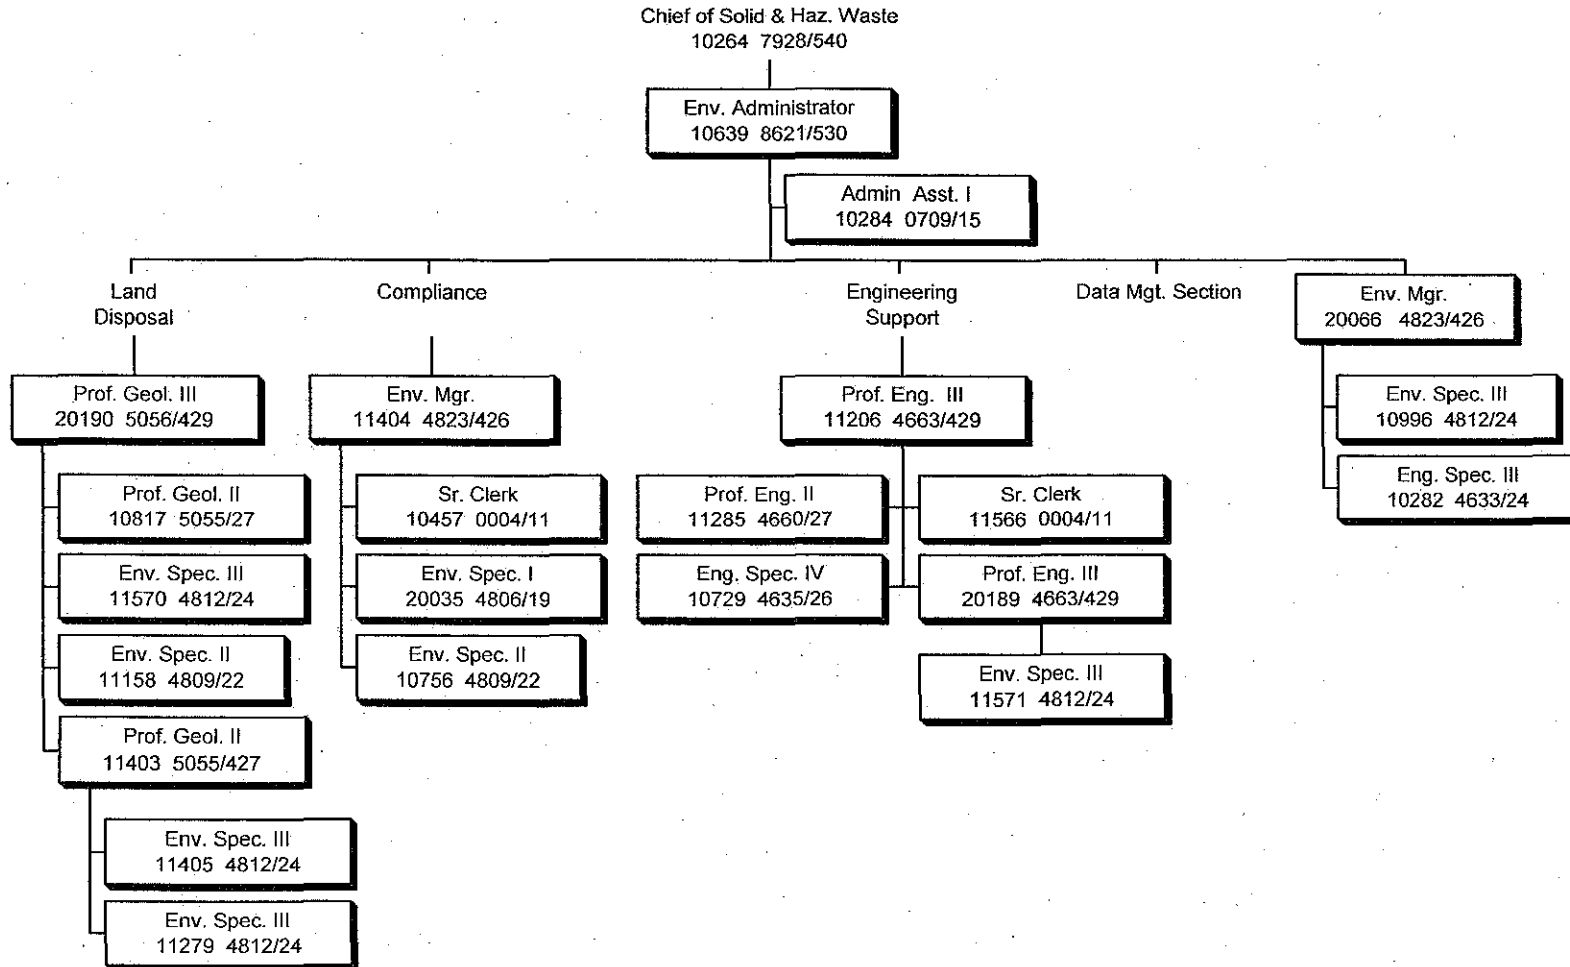 Chief of Solid & Haz. Waste
10264 7928/540
Env. Administrator
10639 8621/530
Admin Asst. I
10284 0709/15
Land
Disposal
Compliance
Engineering
Support
Data Mgt. Section
Env. Mgr.
20066 4823/426
Prof. Geol. III
20190 5056/429
Prof. Geol. II
10817 5055/27
Env. Spec. III
11570 4812/24
Env. Spec. II
11158 4809/22
Prof. Geol. II
11403 5055/427
Env. Spec. III
11405 4812/24
Env. Spec. III
11279 4812/24
Env. Mgr.
11404 4823/426
Sr. Clerk
10457 0004/11
Env. Spec. I
20035 4806/19
Env. Spec. II
10756 4809/22
Prof. Eng. III
11206 4663/429
Prof. Eng. II
11285 4660/27
Sr. Clerk
11566 0004/11
Eng. Spec. IV
10729 4635/26
Prof. Eng. III
20189 4663/429
Env. Spec. III
11571 4812/24
Env. Spec. III
10996 4812/24
Eng. Spec. III
10282 4633/24